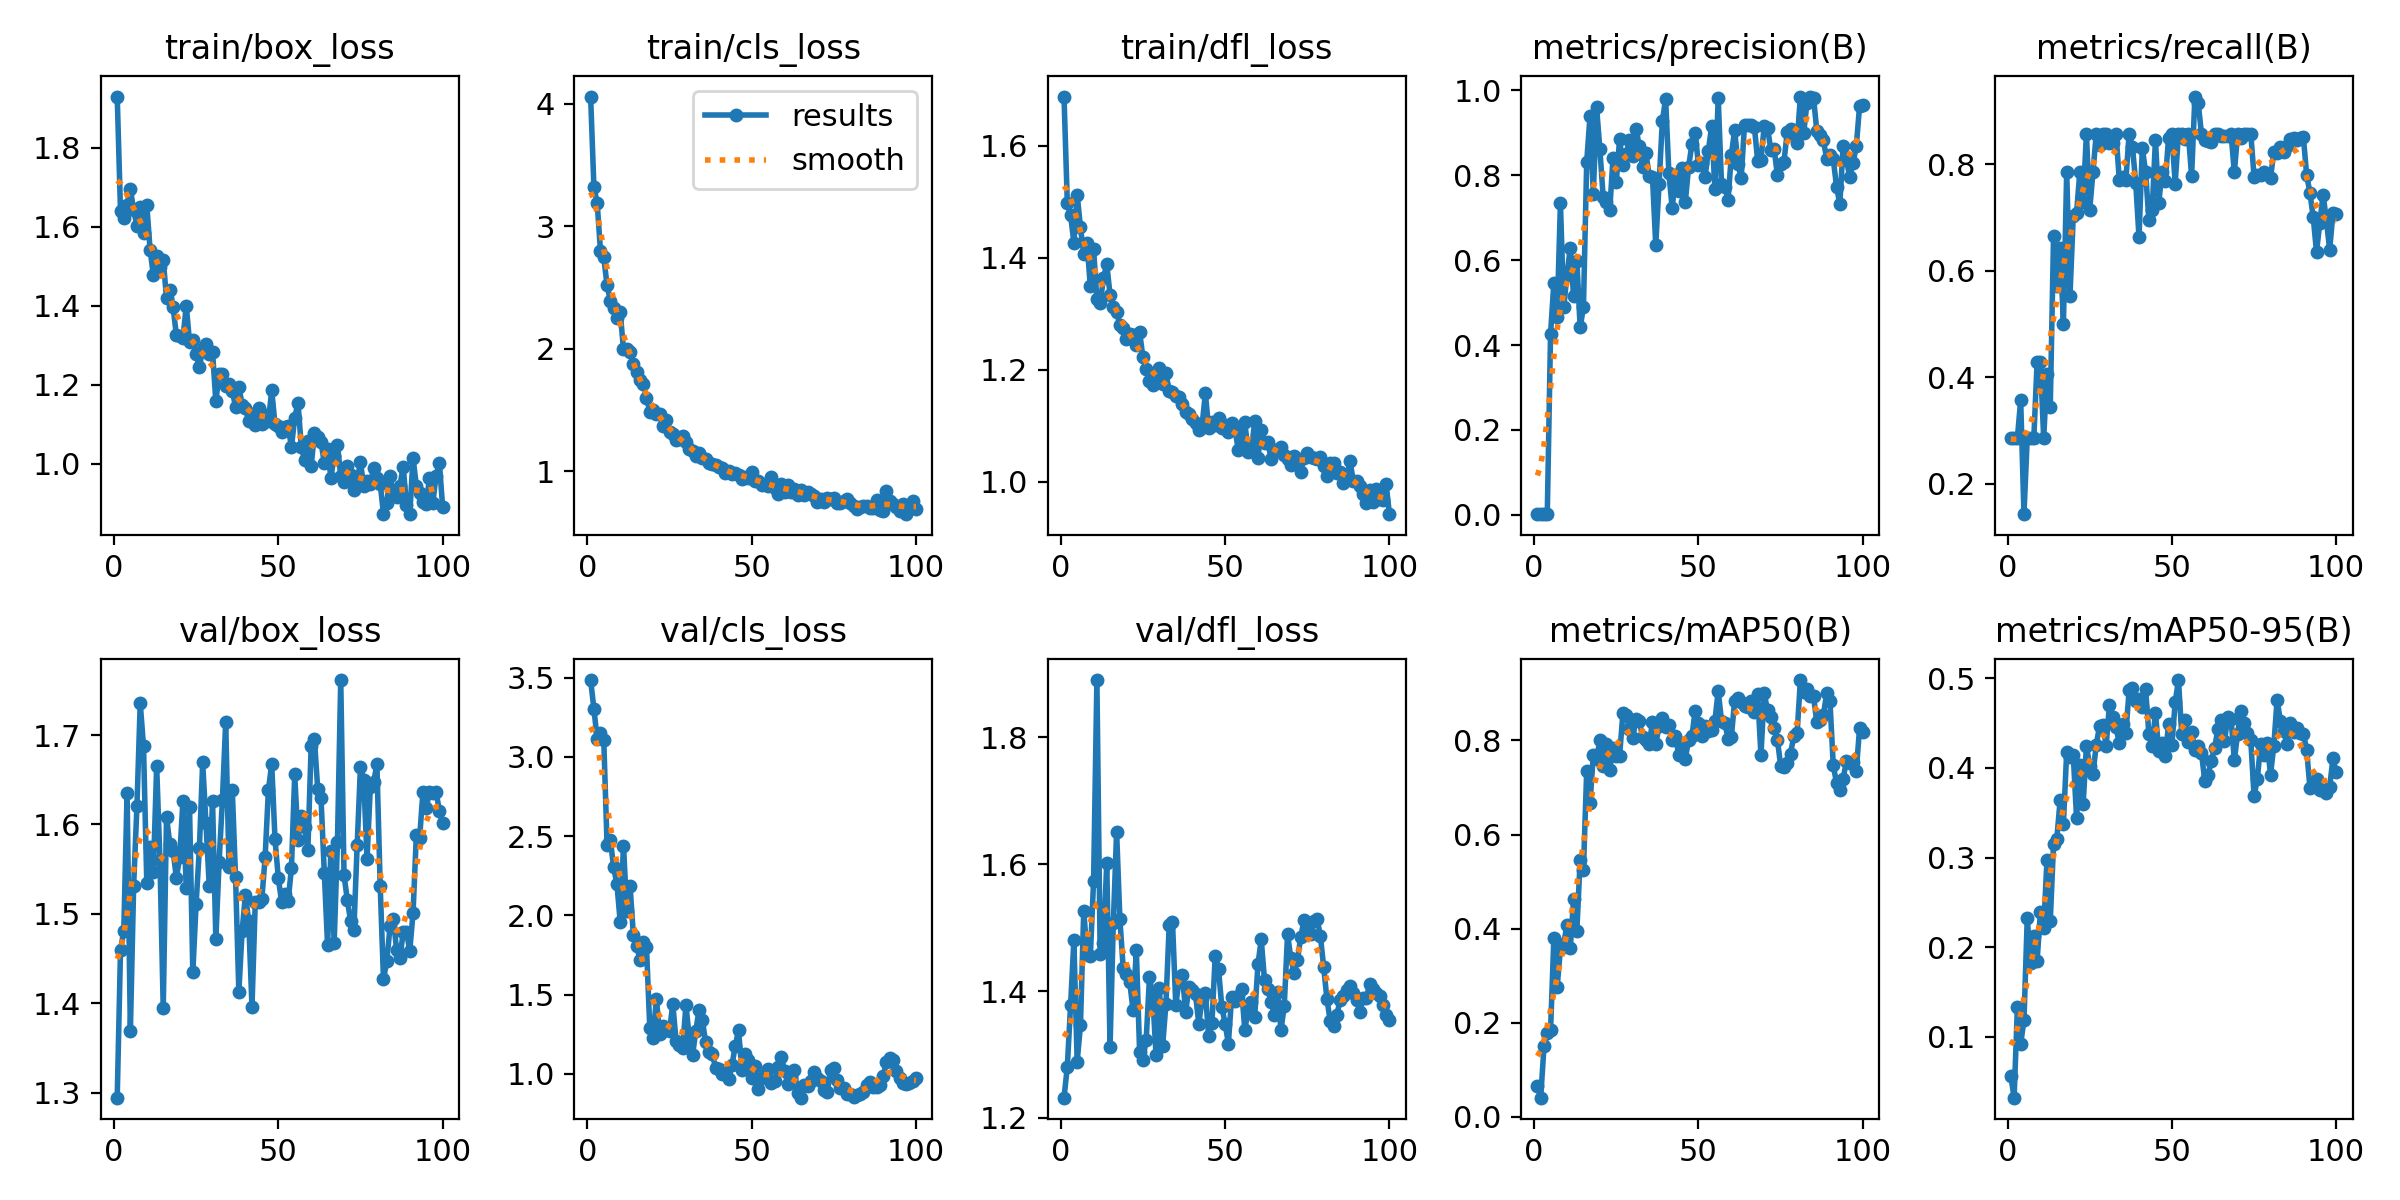 train/box_loss
1.8
1.6
1.4
1.2
1.0
0 50 100
train/cls_loss
results
smooth
4
3
2
1
0 50 100
train/dfl_loss
1.6
1.4
1.2
1.0
0 50 100
metrics/precision(B)
1.0
0.8
0.6
0.4
0.2
0.0
0 50 100
metrics/recall(B)
0.8
0.6
0.4
0.2
0 50 100
val/box_loss
1.7
1.6
1.5
1.4
1.3
0 50 100
val/cls_loss
3.5
3.0
2.5
2.0
1.5
1.0
0 50 100
val/dfl_loss
1.8
1.6
1.4
1.2
0 50 100
metrics/mAP50(B)
0.8
0.6
0.4
0.2
0.0
0 50 100
metrics/mAP50-95(B)
0.5
0.4
0.3
0.2
0.1
0 50 100